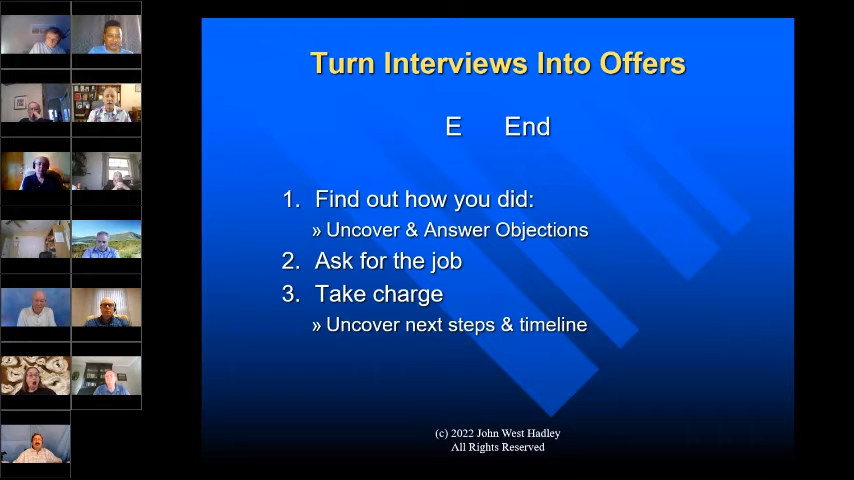 Turn Interviews Into Offers
E End
1. Find out how you did:
» Uncover & Answer Objections
2. Ask for the job
3. Take charge
» Uncover next steps & timeline
(c) 2022 John West Hadley
All Rights Reserved